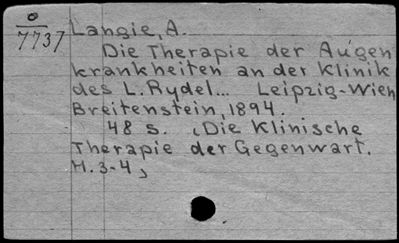 o
7737
Langie, A.
Die Therapie der Augen
krankheiten an der Klinik
des L. Rydel... Leipzig-Wien
Breitenstein, 1894.
48 S. (Die Klinische
Therapie der Gegenwart.
H. 3-4)